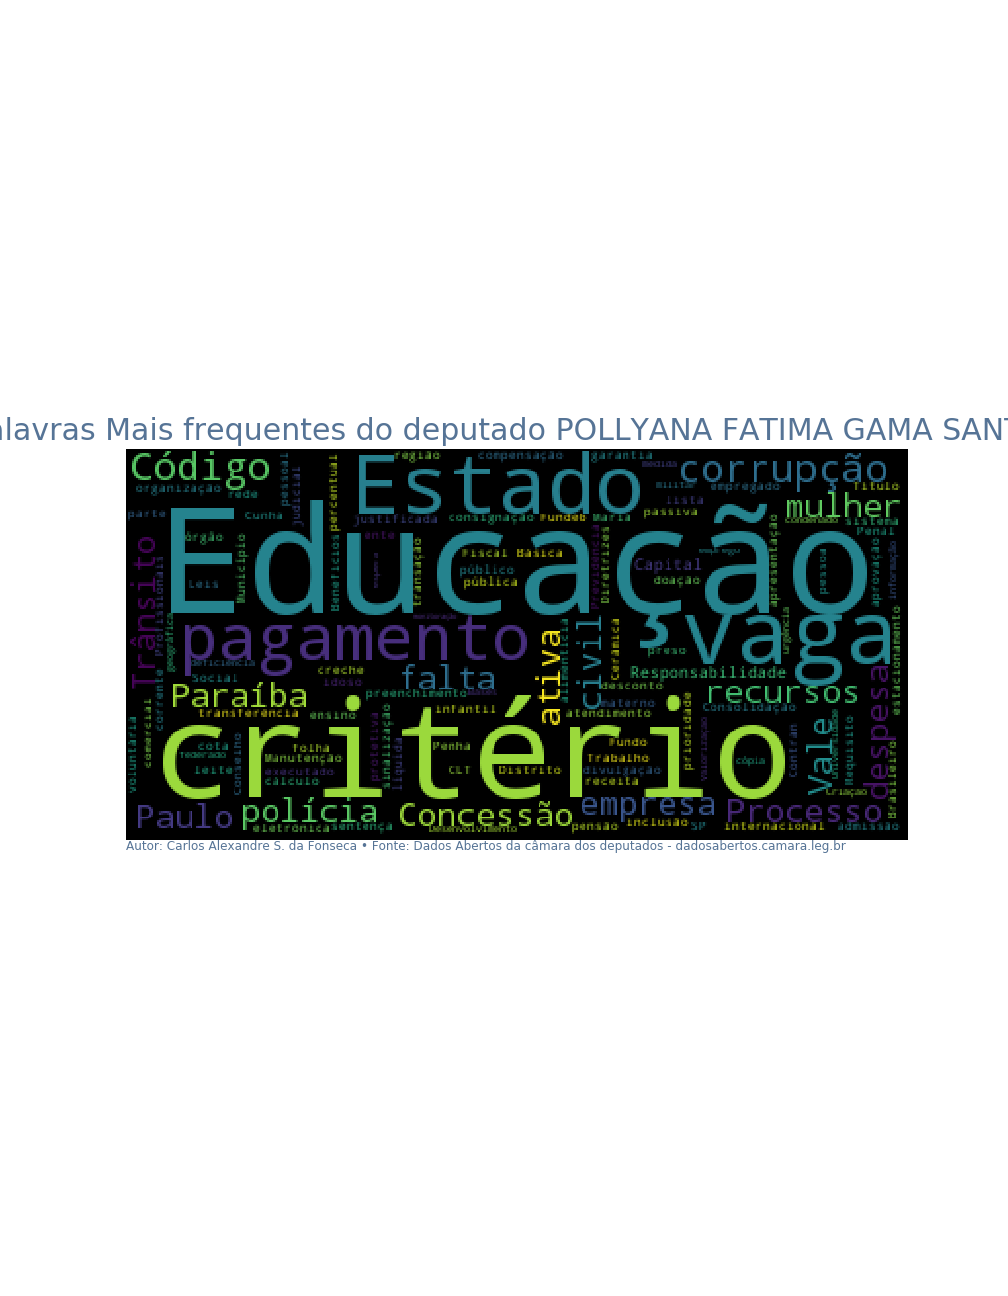 alavras Mais frequentes do deputado POLLYANA FATIMA GAMA SANT
Código
região
compensação
garantia
Estado
medida
corrupção
organização
rede
pessoal
judicial
percentual
militar
empregado
Título
lista
mulher
parte
Cunha
justificada
consignação
Fundeb
Maria
passiva
condenado
sistema
Penal
Educação
Trânsito
órgão
ente
Fiscal
Básica
Leis
Município
Benefícios
transação
público
pública
Previdência
Diretrizes
Capital
doação
apresentação
pessoa
aprovação
informação
profissionais
geográfica
pagamento
ativa
alimentícia
civil
cerâmica
preso
vaga
urgência
estacionamento
deficiência
Social
creche
idoso
falta
preenchimento
desconto
Responsabilidade
recursos
despesa
Paraíba
corrente
transferência
ensino
infantil
materno
atendimento
Consolidação
critério
voluntária
comercial
cota
federado
leite
conselho
folha
Manutenção
executado
cálculo
protetiva
sinalização
líquida
Penha
CLT
Distrito
Fundo
Trabalho
divulgação
receita
prioridade
valorização
cópia
Contran
Vale
universidade
Requisito
Criação
Brasileiro
Paulo
polícia
eletrônica
sentença
Concessão
Desenvolvimento
empresa
pensão
inclusão
SP
Processo
internacional
admissão
Autor: Carlos Alexandre S. da Fonseca • Fonte: Dados Abertos da câmara dos deputados - dadosabertos.camara.leg.br